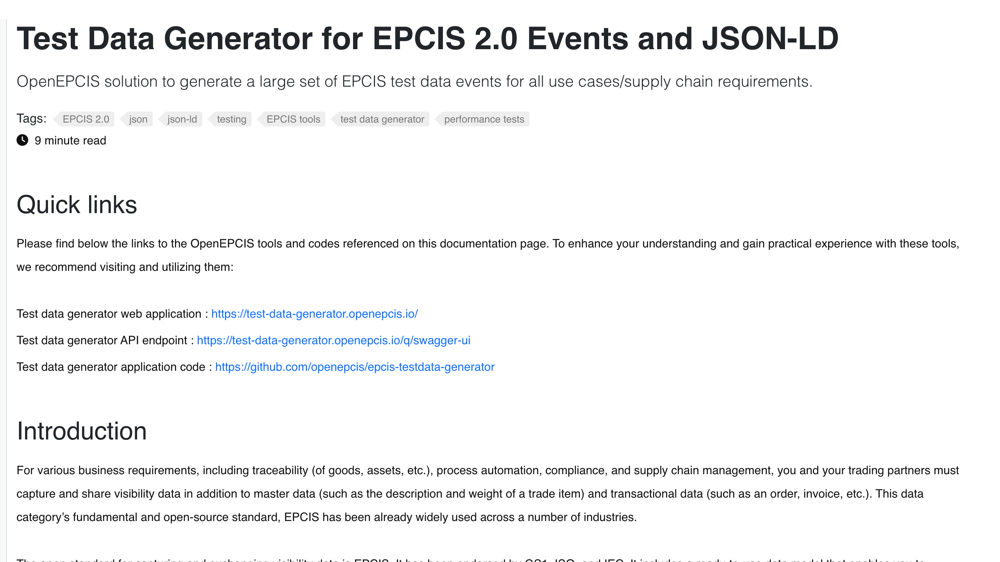 Test Data Generator for EPCIS 2.0 Events and JSON-LD
OpenEPCIS solution to generate a large set of EPCIS test data events for all use cases/supply chain requirements.
Tags: EPCIS 2.0 json json-ld testing EPCIS tools test data generator performance tests
9 minute read
Quick links
Please find below the links to the OpenEPCIS tools and codes referenced on this documentation page. To enhance your understanding and gain practical experience with these tools,
we recommend visiting and utilizing them:
Test data generator web application : https://test-data-generator.openepcis.io/
Test data generator API endpoint : https://test-data-generator.openepcis.io/q/swagger-ui
Test data generator application code : https://github.com/openepcis/epcis-testdata-generator
Introduction
For various business requirements, including traceability (of goods, assets, etc.), process automation, compliance, and supply chain management, you and your trading partners must
capture and share visibility data in addition to master data (such as the description and weight of a trade item) and transactional data (such as an order, invoice, etc.). This data
category’s fundamental and open-source standard, EPCIS has been already widely used across a number of industries.
The open standard for capturing and exchanging visibility data is EPCIS. It has been endorsed by GS1, ISO, and IEC. It includes a ready-to-use data model that enables you to